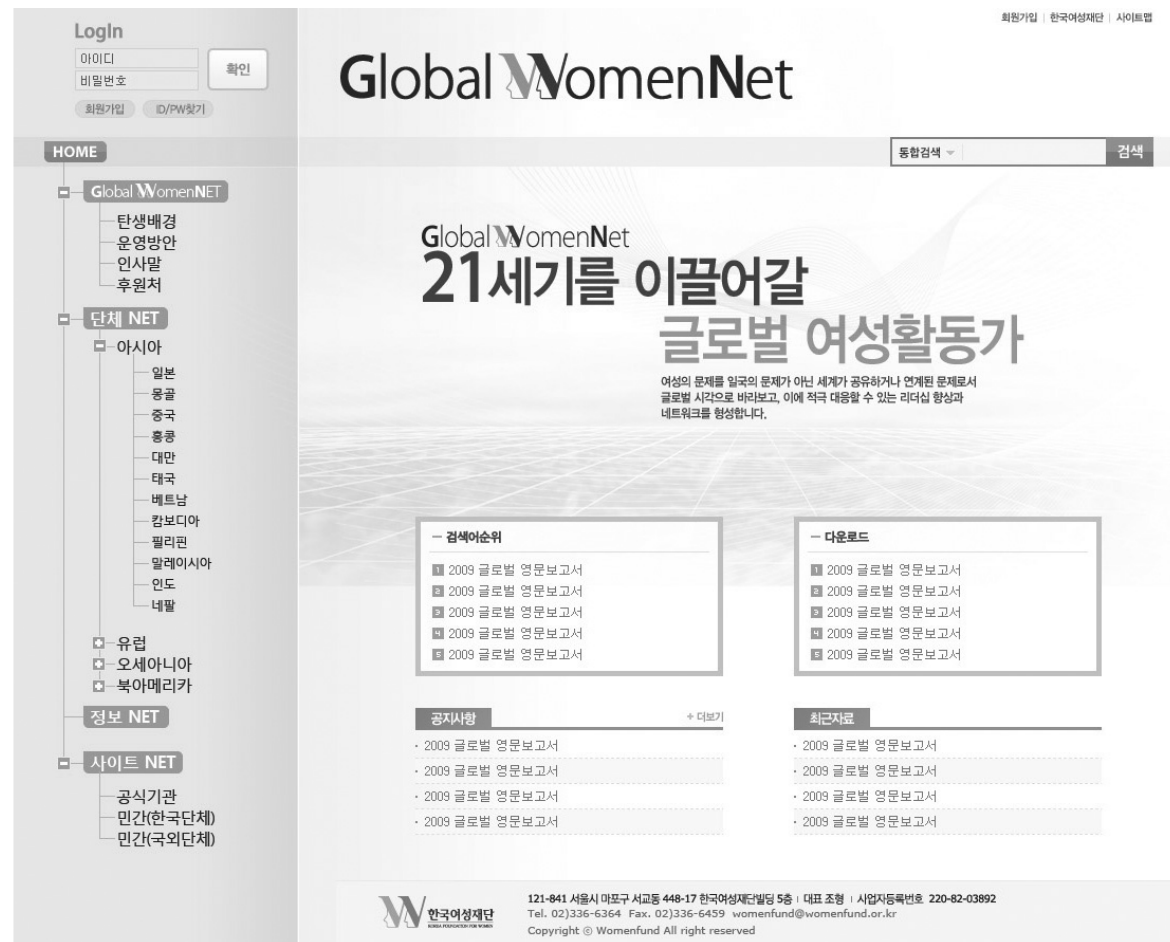 회원가입 | 한국여성재단 | 사이트맵
LogIn
아이디
비밀번호
확인
회원가입
ID/PW찾기
Global WomenNet
HOME
통합검색
검색
Global WomenNET
탄생배경
운영방안
인사말
후원처
단체 NET
아시아
일본
몽골
중국
홍콩
대만
태국
베트남
캄보디아
필리핀
말레이시아
인도
네팔
유럽
오세아니아
북아메리카
정보 NET
사이트 NET
공식기관
민간(한국단체)
민간(국외단체)
Global WomenNet
21세기를 이끌어갈
글로벌 여성활동가
여성의 문제를 일국의 문제가 아닌 세계가 공유하거나 연계된 문제로서
글로벌 시각으로 바라보고, 이에 적극 대응할 수 있는 리더십 향상과
네트워크를 형성합니다.
검색어순위
1 2009 글로벌 영문보고서
2 2009 글로벌 영문보고서
3 2009 글로벌 영문보고서
4 2009 글로벌 영문보고서
5 2009 글로벌 영문보고서
다운로드
1 2009 글로벌 영문보고서
2 2009 글로벌 영문보고서
3 2009 글로벌 영문보고서
4 2009 글로벌 영문보고서
5 2009 글로벌 영문보고서
공지사항
+ 더보기
· 2009 글로벌 영문보고서
· 2009 글로벌 영문보고서
· 2009 글로벌 영문보고서
· 2009 글로벌 영문보고서
최근자료
· 2009 글로벌 영문보고서
· 2009 글로벌 영문보고서
· 2009 글로벌 영문보고서
· 2009 글로벌 영문보고서
한국여성재단
KOREA FOUNDATION FOR WOMEN
121-841 서울시 마포구 서교동 448-17 한국여성재단빌딩 5층 | 대표 조형 | 사업자등록번호 220-82-03892
Tel. 02)336-6364 Fax. 02)336-6459 womenfund@womenfund.or.kr
Copyright ⓒ Womenfund All right reserved